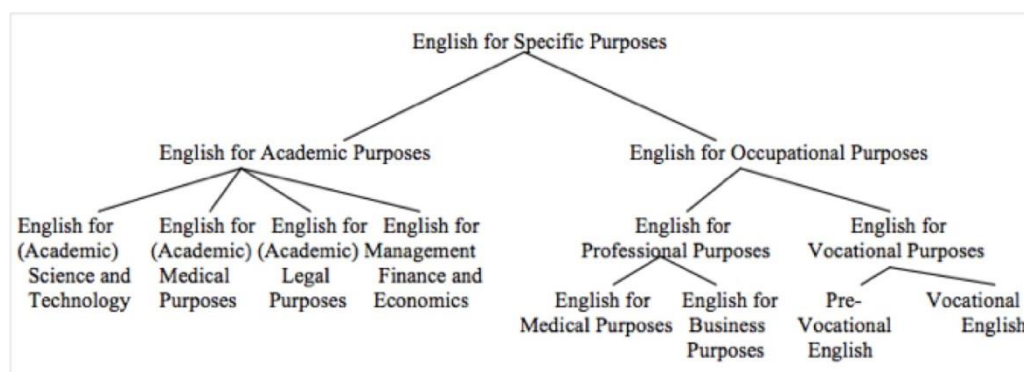 English for Specific Purposes
English for Academic Purposes
English for Occupational Purposes
English for
(Academic)
Science and
Technology
English for
(Academic)
Medical
Purposes
English for
(Academic)
Legal
Purposes
English for
Management
Finance and
Economics
English for
Professional Purposes
English for
Vocational Purposes
English for
Medical Purposes
English for
Business
Purposes
Pre-
Vocational
English
Vocational
English